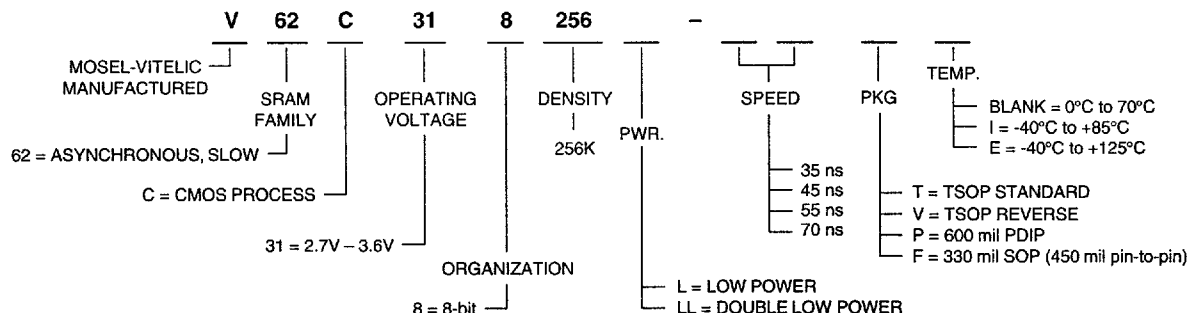 V 62 C 31 8 256 –
MOSEL-VITELIC
MANUFACTURED
SRAM
FAMILY
62 = ASYNCHRONOUS, SLOW
C = CMOS PROCESS
OPERATING
VOLTAGE
31 = 2.7V – 3.6V
ORGANIZATION
8 = 8-bit
DENSITY
256K
PWR.
L = LOW POWER
LL = DOUBLE LOW POWER
SPEED
35 ns
45 ns
55 ns
70 ns
PKG
T = TSOP STANDARD
V = TSOP REVERSE
P = 600 mil PDIP
F = 330 mil SOP (450 mil pin-to-pin)
TEMP.
BLANK = 0°C to 70°C
I = -40°C to +85°C
E = -40°C to +125°C